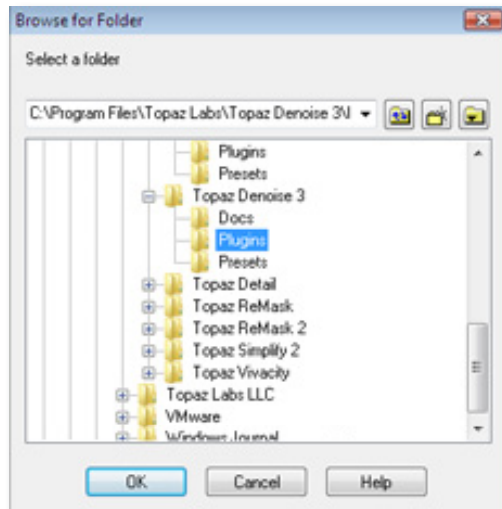 Browse for Folder
Select a folder
C:\Program Files\Topaz Labs\Topaz Denoise 3\
Plugins
Presets
Topaz Denoise 3
Docs
Plugins
Presets
Topaz Detail
Topaz ReMask
Topaz ReMask 2
Topaz Simplify 2
Topaz Vivacity
Topaz Labs LLC
VMware
Windows Journal
OK Cancel Help